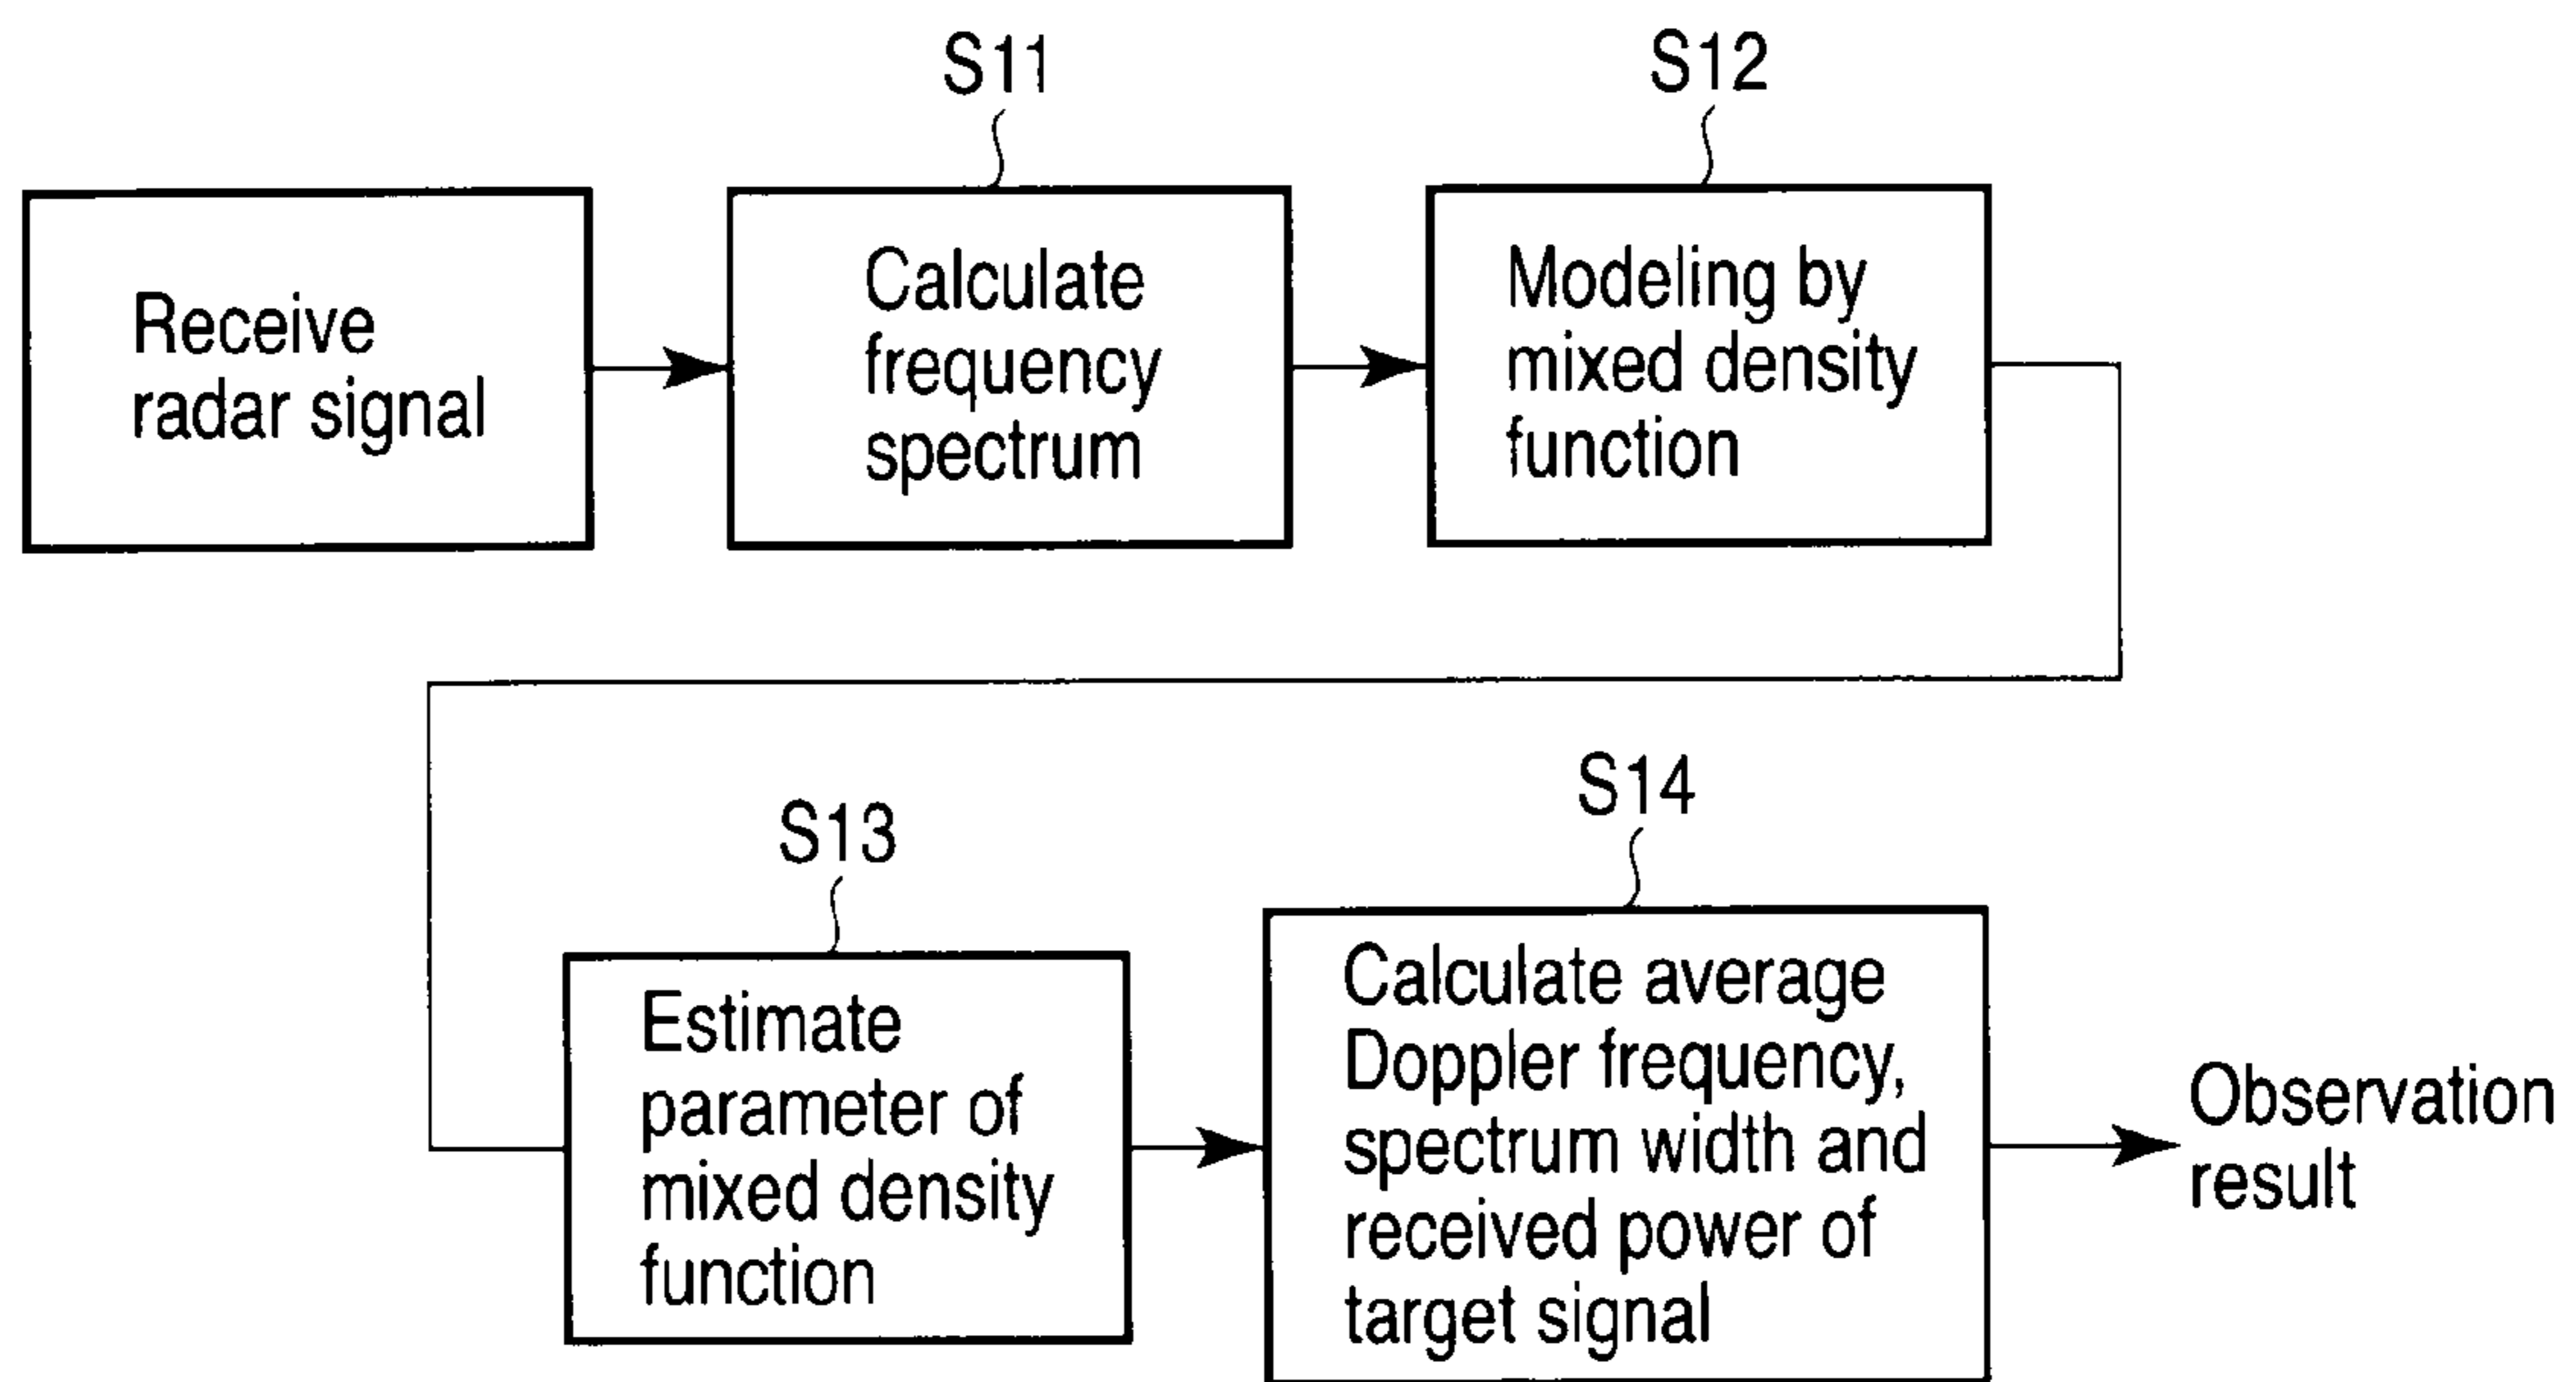 S11
S12
Receive
radar signal
Calculate
frequency
spectrum
Modeling by
mixed density
function
S13
S14
Estimate
parameter of
mixed density
function
Calculate average
Doppler frequency,
spectrum width and
received power of
target signal
Observation
result